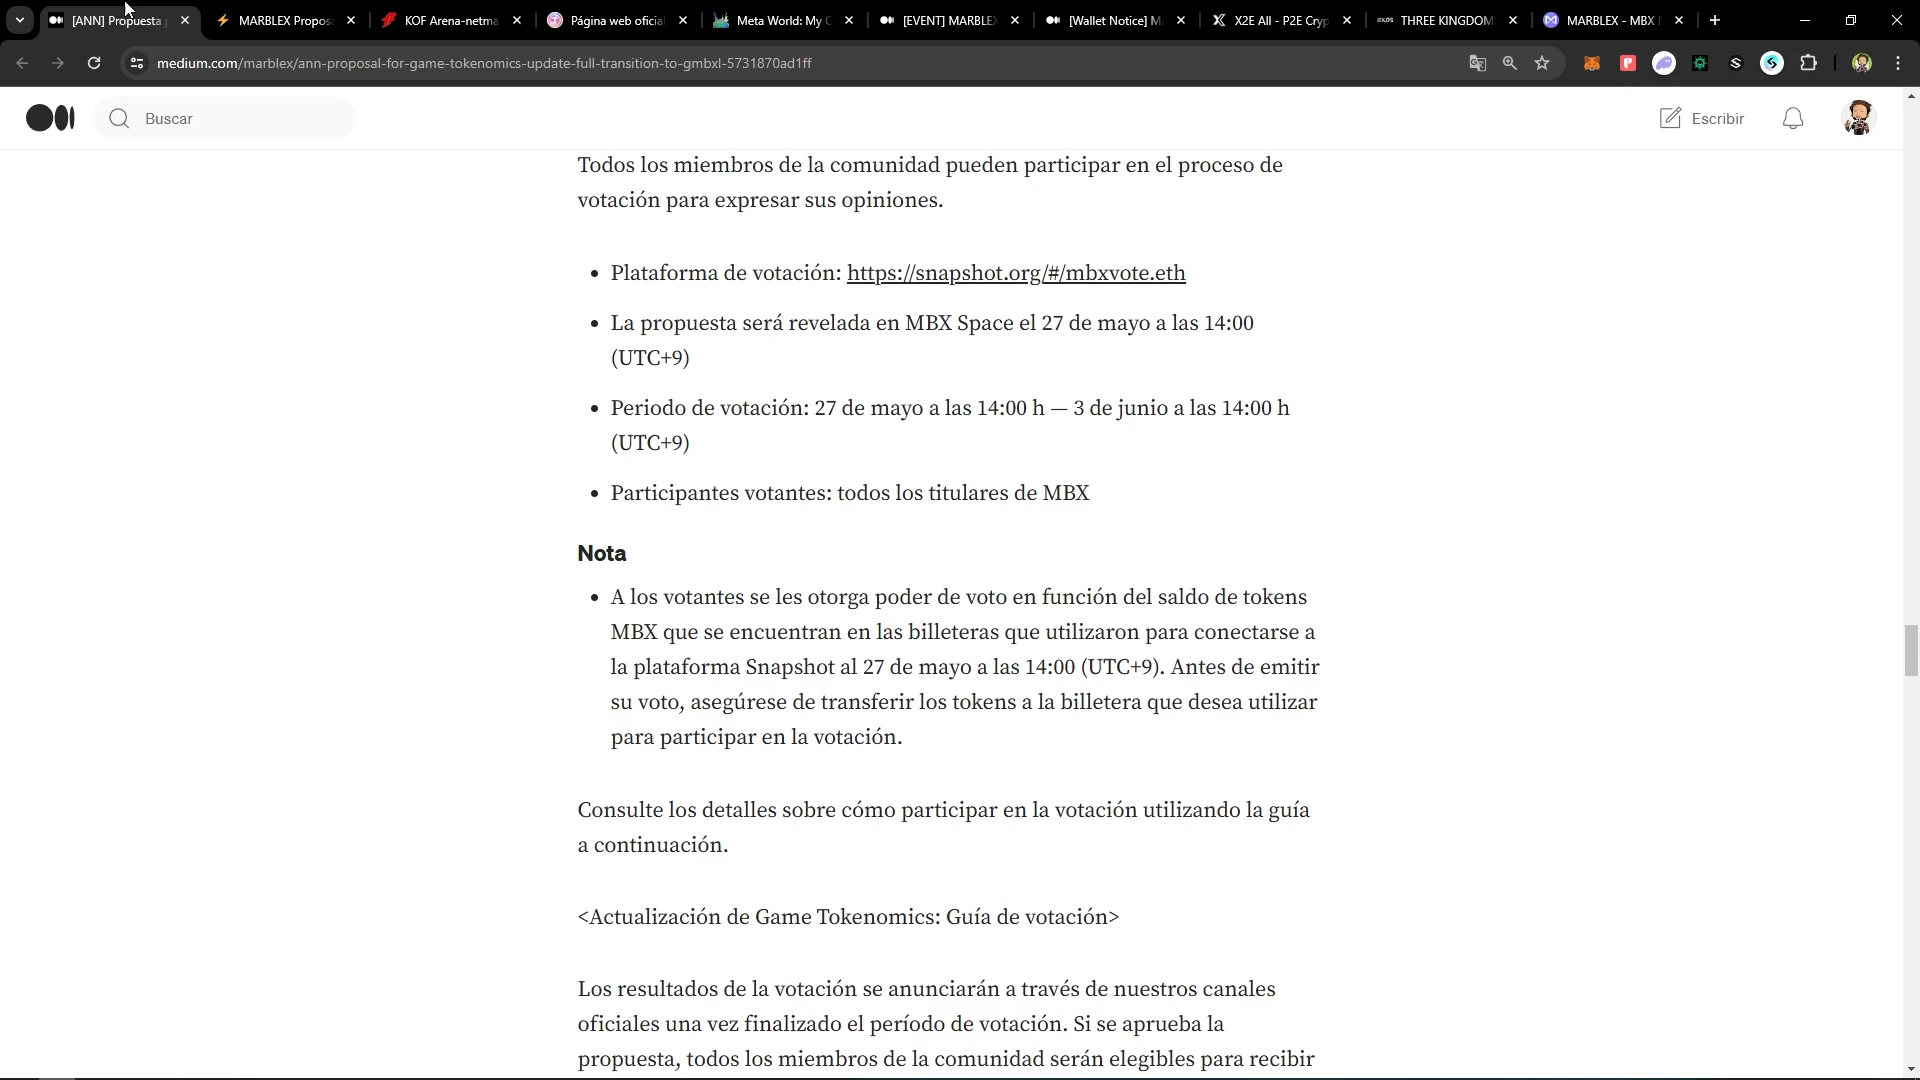 [ANN] Propuesta
MARBLEX Propos
KOF Arena-netma
Página web oficia
Meta World: My
[EVENT] MARBLEX
[Wallet Notice] M
X2E All - P2E Cryp
THREE KINGDOM
MARBLEX - MBX
medium.com/marblex/ann-proposal-for-game-tokenomics-update-full-transition-to-gmbxl-5731870ad1ff
Buscar
Escribir
Todos los miembros de la comunidad pueden participar en el proceso de
votación para expresar sus opiniones.
• Plataforma de votación: https://snapshot.org/#/mbxvote.eth
• La propuesta será revelada en MBX Space el 27 de mayo a las 14:00
(UTC+9)
• Periodo de votación: 27 de mayo a las 14:00 h — 3 de junio a las 14:00 h
(UTC+9)
• Participantes votantes: todos los titulares de MBX
Nota
• A los votantes se les otorga poder de voto en función del saldo de tokens
MBX que se encuentran en las billeteras que utilizaron para conectarse a
la plataforma Snapshot al 27 de mayo a las 14:00 (UTC+9). Antes de emitir
su voto, asegúrese de transferir los tokens a la billetera que desea utilizar
para participar en la votación.
Consulte los detalles sobre cómo participar en la votación utilizando la guía
a continuación.
<Actualización de Game Tokenomics: Guía de votación>
Los resultados de la votación se anunciarán a través de nuestros canales
oficiales una vez finalizado el período de votación. Si se aprueba la
propuesta, todos los miembros de la comunidad serán elegibles para recibir